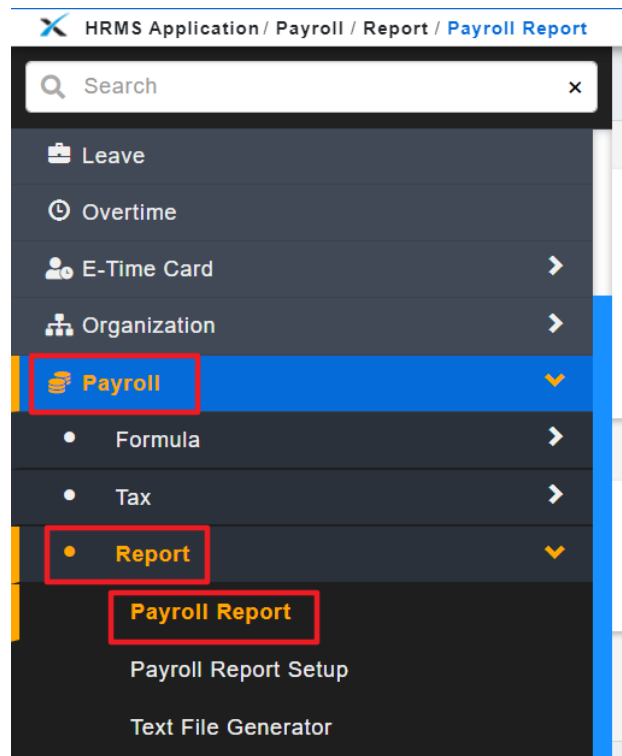 HRMS Application / Payroll / Report / Payroll Report
Search
Leave
Overtime
E-Time Card
Organization
Payroll
Formula
Tax
Report
Payroll Report
Payroll Report Setup
Text File Generator